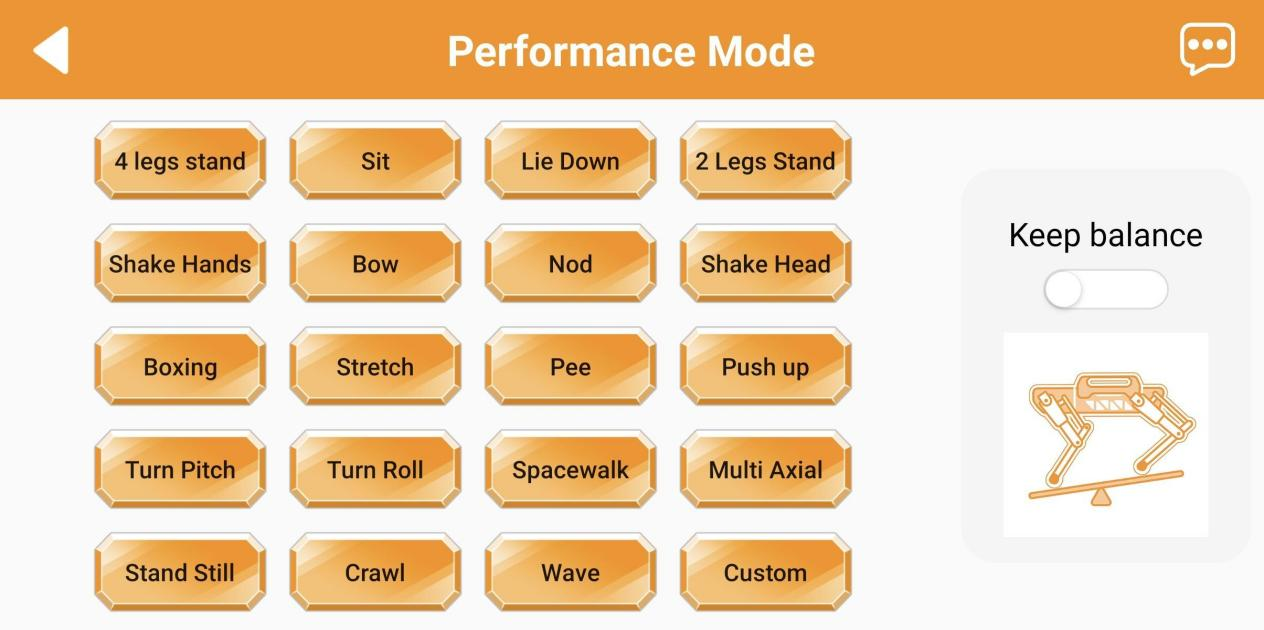 Performance Mode
4 legs stand
Sit
Lie Down
2 Legs Stand
Shake Hands
Bow
Nod
Shake Head
Boxing
Stretch
Pee
Push up
Turn Pitch
Turn Roll
Spacewalk
Multi Axial
Stand Still
Crawl
Wave
Custom
Keep balance